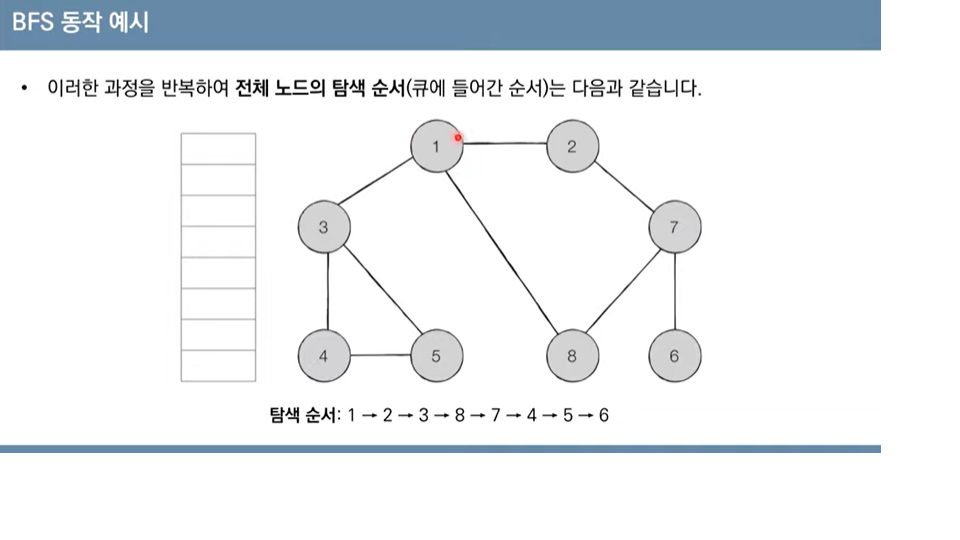 BFS 동작 예시
• 이러한 과정을 반복하여 전체 노드의 탐색 순서(큐에 들어간 순서)는 다음과 같습니다.
1 2
3 7
4 5 8 6
탐색 순서: 1 → 2 → 3 → 8 → 7 → 4 → 5 → 6